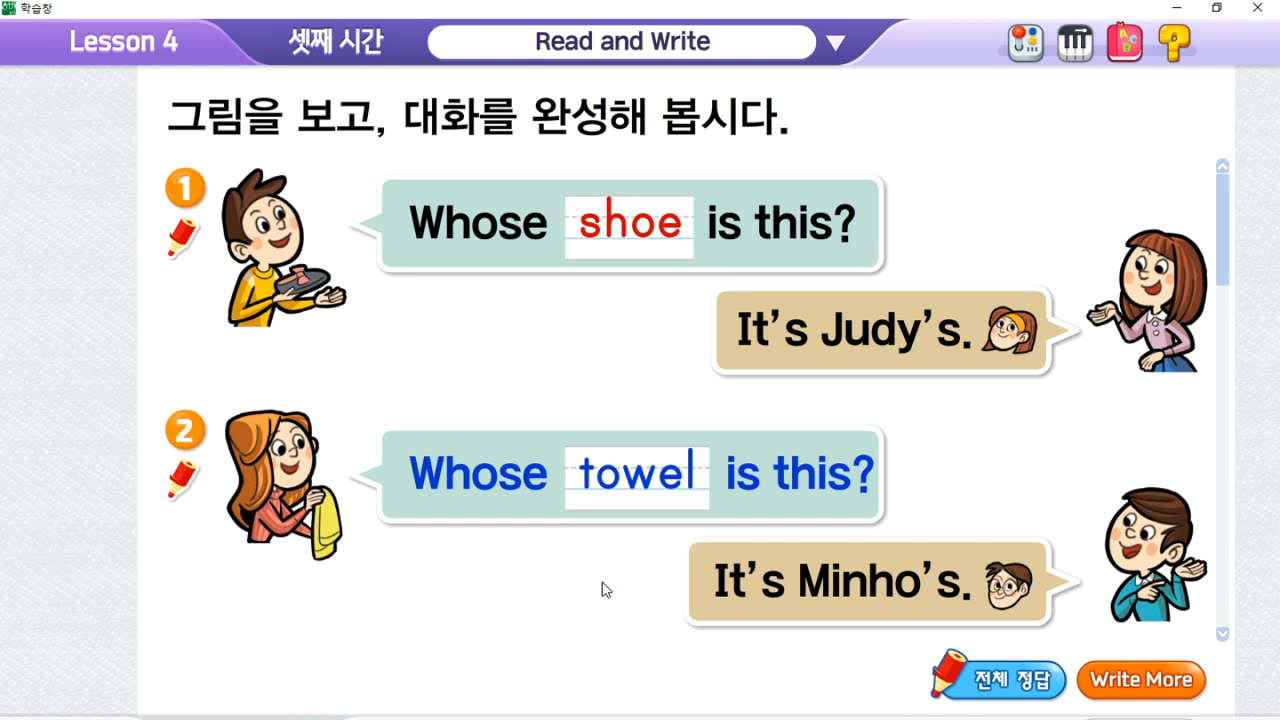 학습창
Lesson 4
셋째 시간
Read and Write
그림을 보고, 대화를 완성해 봅시다.
1
Whose shoe is this?
It's Judy's.
2
Whose towel is this?
It's Minho's.
전체 정답
Write More